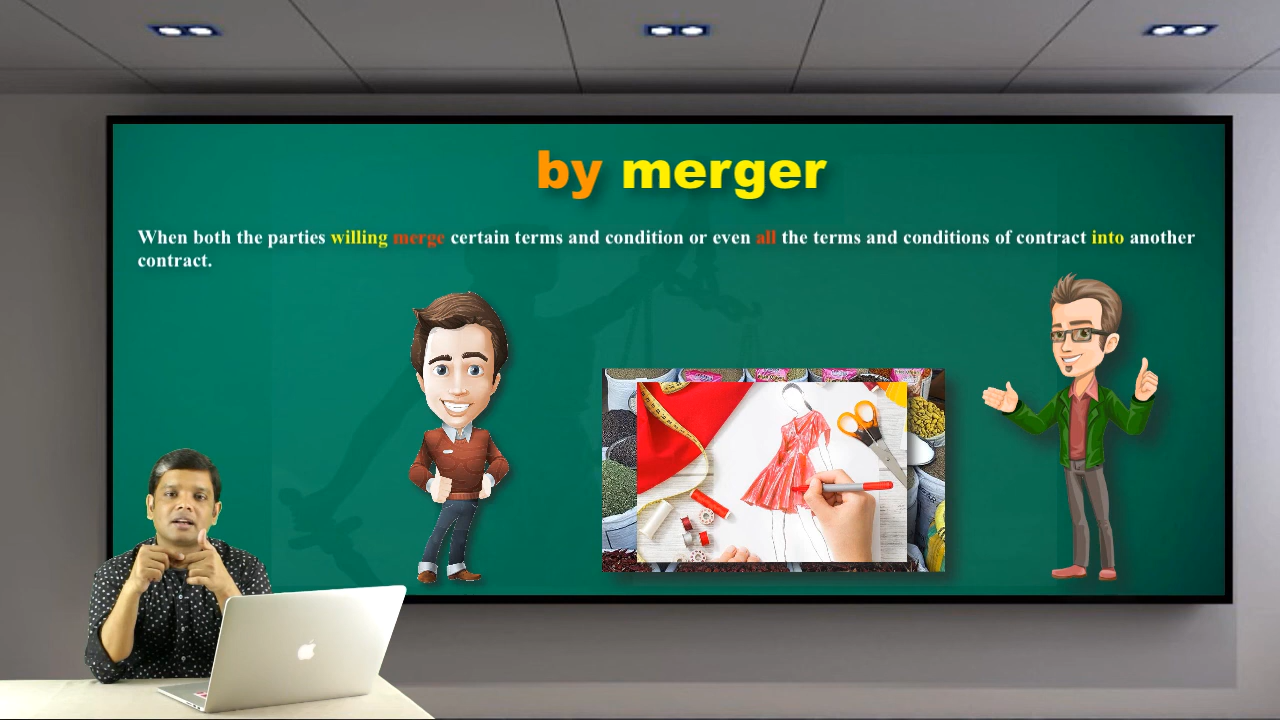 by merger
When both the parties willing merge certain terms and condition or even all the terms and conditions of contract into another
contract.